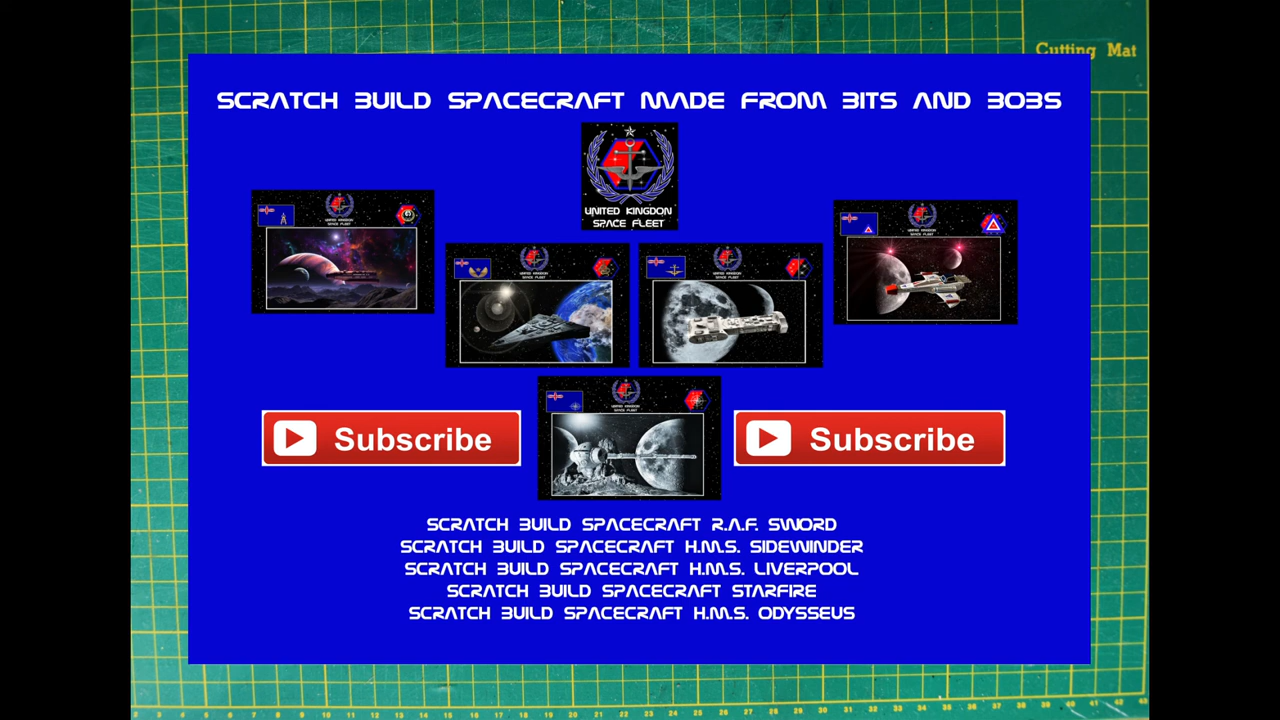 Cutting Mat
SCRATCH BUILD SPACECRAFT MADE FROM BITS AND BOBS
UNITED KINGDON
SPACE FLEET
Subscribe
Subscribe
SCRATCH BUILD SPACECRAFT R.A.F. SWORD
SCRATCH BUILD SPACECRAFT H.M.S. SIDEWINDER
SCRATCH BUILD SPACECRAFT H.M.S. LIVERPOOL
SCRATCH BUILD SPACECRAFT STARFIRE
SCRATCH BUILD SPACECRAFT H.M.S. ODYSSEUS